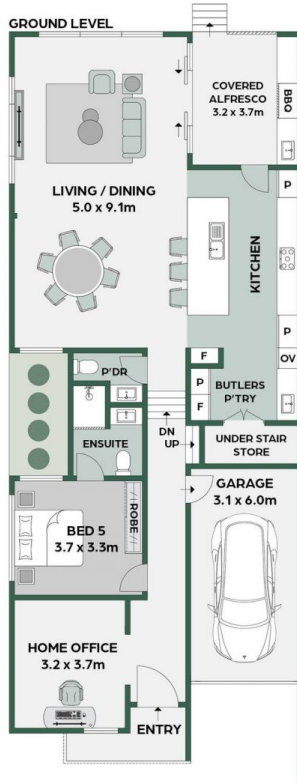 GROUND LEVEL
COVERED
ALFRESCO
3.2 x 3.7m
BBQ
LIVING / DINING
5.0 x 9.1m
P
KITCHEN
P
OV
F
P
F
BUTLERS
P'TRY
P'DR
ENSUITE
DN
UP
UNDER STAIR
STORE
GARAGE
3.1 x 6.0m
BED 5
3.7 x 3.3m
ROBE
HOME OFFICE
3.2 x 3.7m
ENTRY